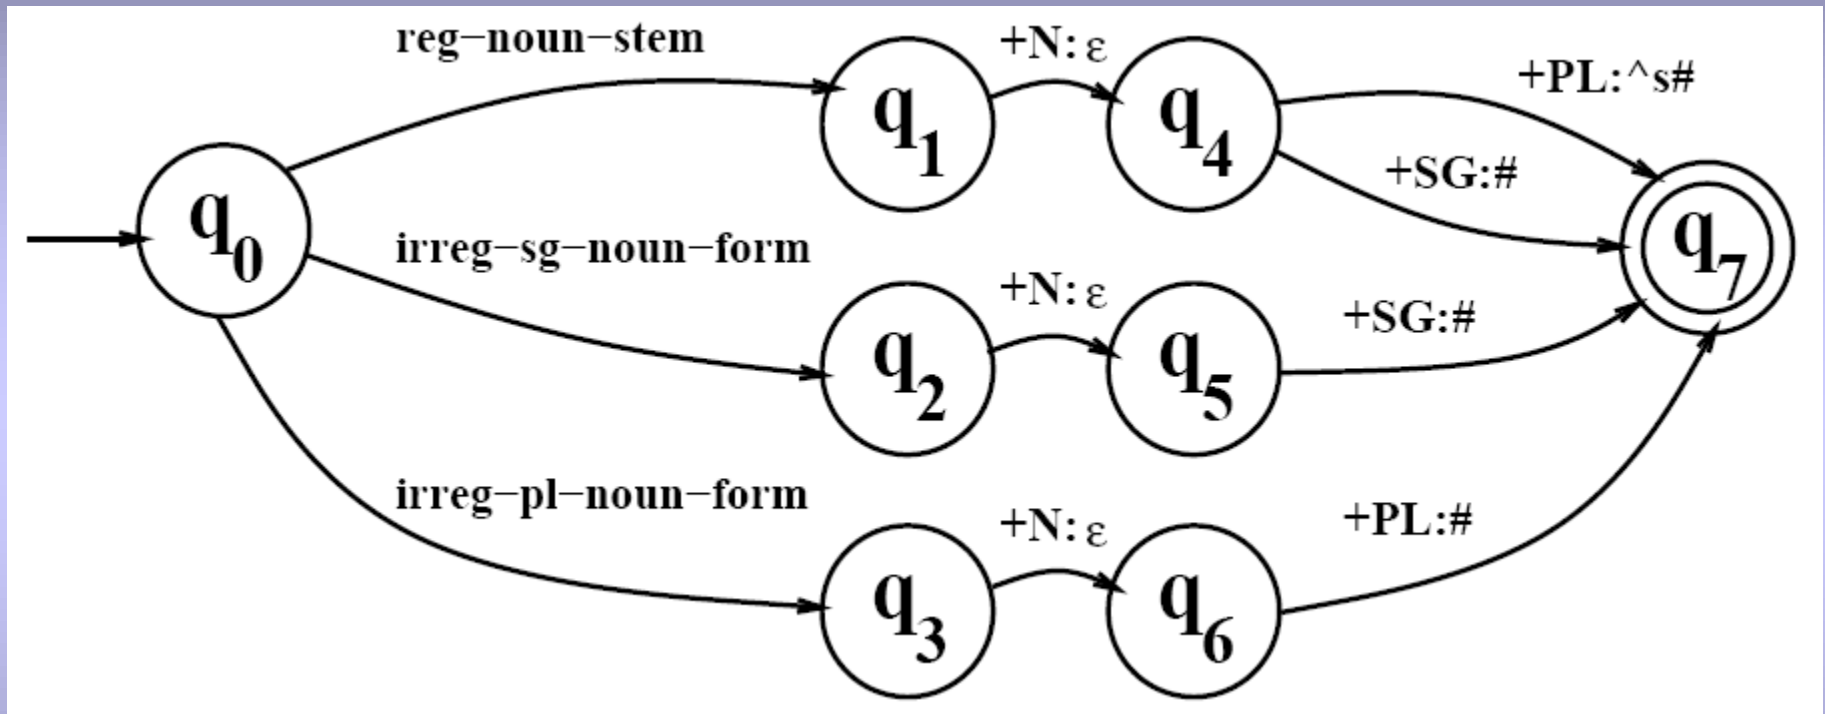 reg−noun−stem
+N: ε
+PL:^s#
q1
q4
+SG:#
q0
q7
irreg−sg−noun−form
+N: ε
+SG:#
q2
q5
irreg−pl−noun−form
+N: ε
+PL:#
q3
q6